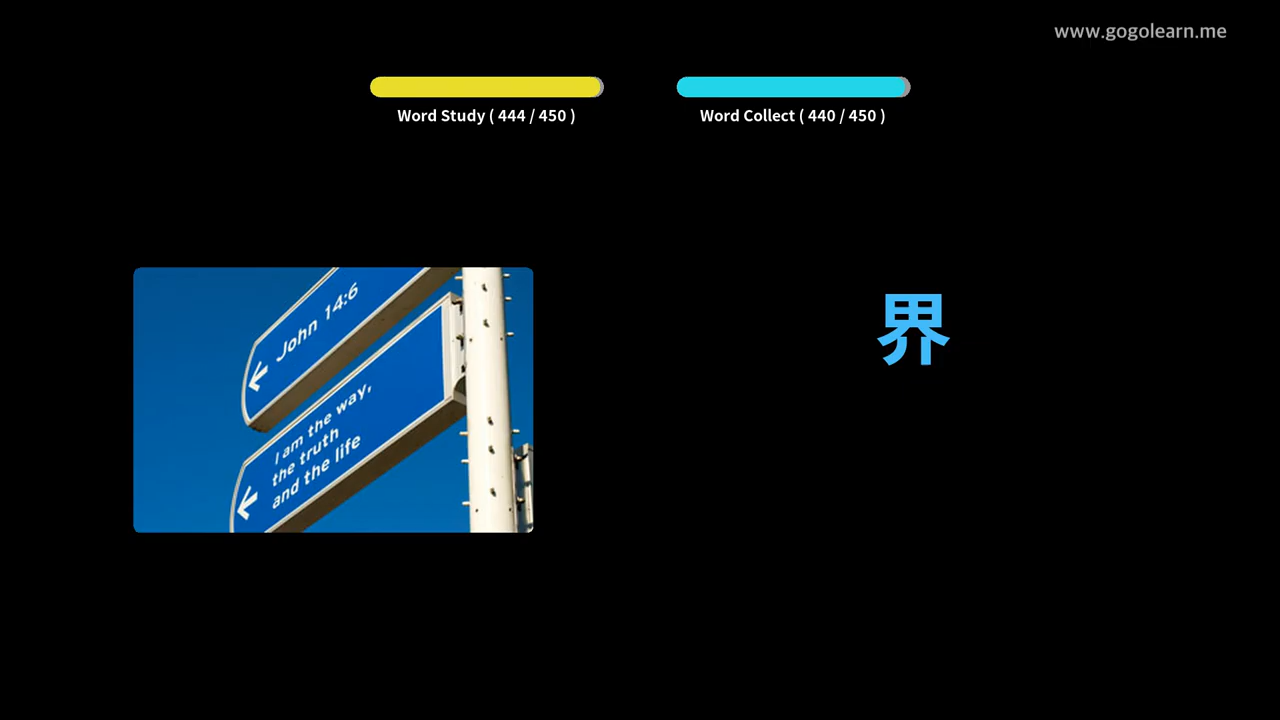 www.gogolearn.me
Word Study ( 444 / 450 )
Word Collect ( 440 / 450 )
John 14:6
I am the way,
the truth
and the life
界